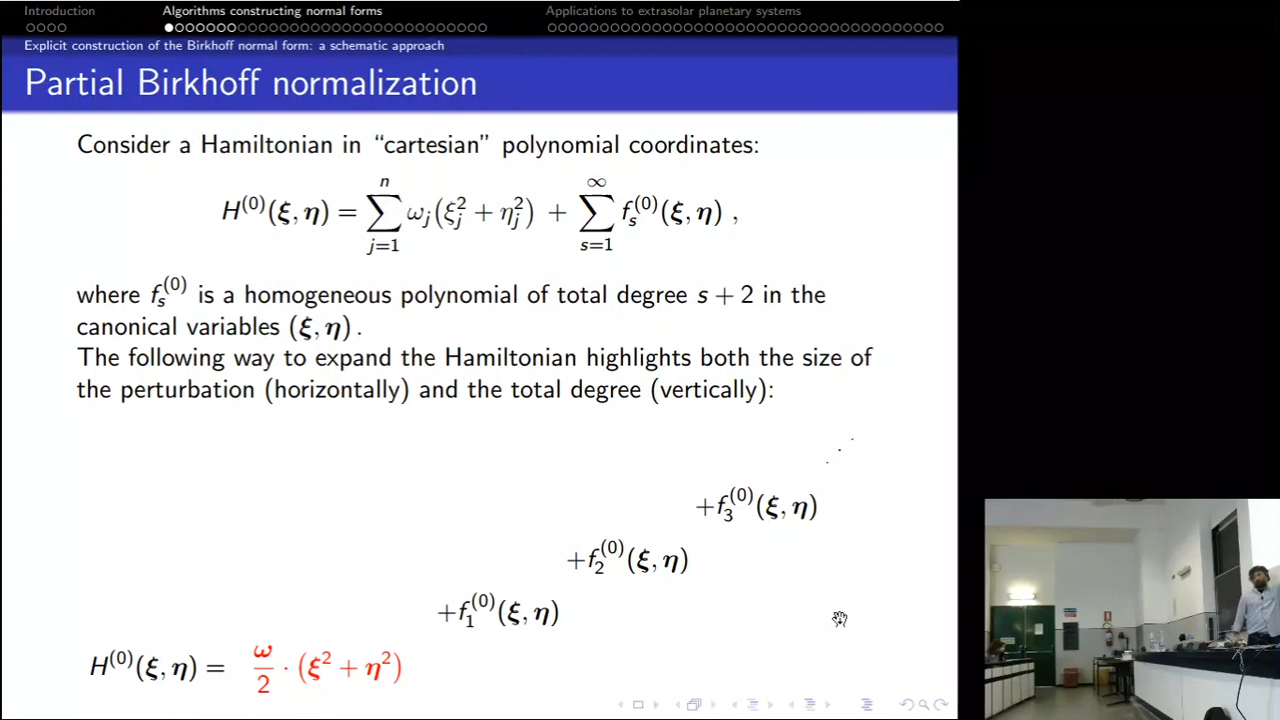 Introduction
Algorithms constructing normal forms
Applications to extrasolar planetary systems
Explicit construction of the Birkhoff normal form: a schematic approach
Partial Birkhoff normalization
Consider a Hamiltonian in “cartesian” polynomial coordinates:
H^{(0)}(ξ, η) = \sum_{j=1}^{n} ω_j(ξ_j^2 + η_j^2) + \sum_{s=1}^{∞} f_s^{(0)}(ξ, η) ,
where f_s^{(0)} is a homogeneous polynomial of total degree s + 2 in the
canonical variables (ξ, η) .
The following way to expand the Hamiltonian highlights both the size of
the perturbation (horizontally) and the total degree (vertically):
+f_3^{(0)}(ξ, η)
+f_2^{(0)}(ξ, η)
+f_1^{(0)}(ξ, η)
H^{(0)}(ξ, η) = \frac{ω}{2} · (ξ^2 + η^2)